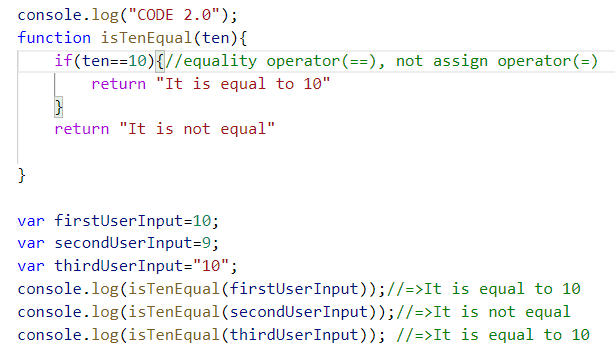 console.log("CODE 2.0");
function isTenEqual(ten){
if(ten==10){//equality operator(==), not assign operator(=)
return "It is equal to 10"
}
return "It is not equal"
}
var firstUserInput=10;
var secondUserInput=9;
var thirdUserInput="10";
console.log(isTenEqual(firstUserInput));//=>It is equal to 10
console.log(isTenEqual(secondUserInput));//=>It is not equal
console.log(isTenEqual(thirdUserInput)); //=>It is equal to 10